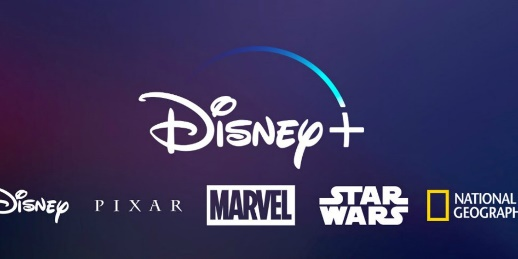 Disney+
Disney PIXAR MARVEL STAR WARS NATIONAL GEOGRAPH